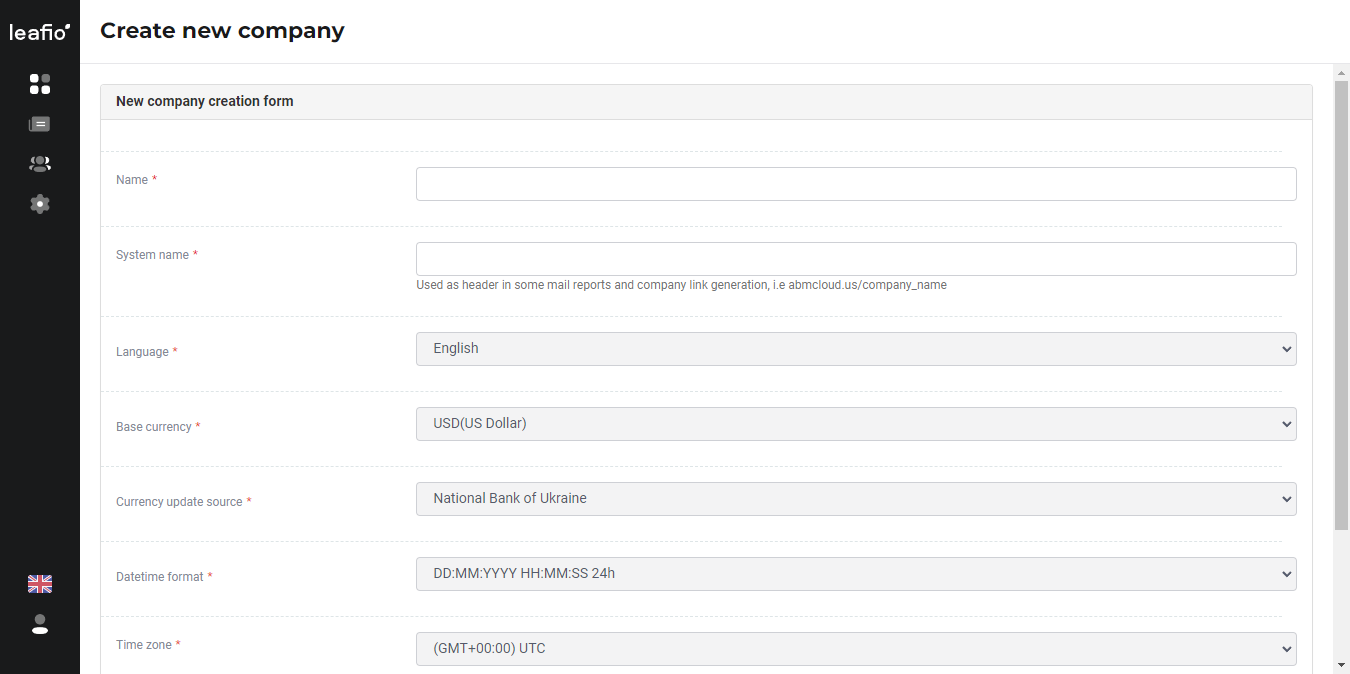 leafio
Create new company
New company creation form
Name *
System name *
Used as header in some mail reports and company link generation, i.e abmcloud.us/company_name
Language *
English
Base currency *
USD(US Dollar)
Currency update source *
National Bank of Ukraine
Datetime format *
DD:MM:YYYY HH:MM:SS 24h
Time zone *
(GMT+00:00) UTC